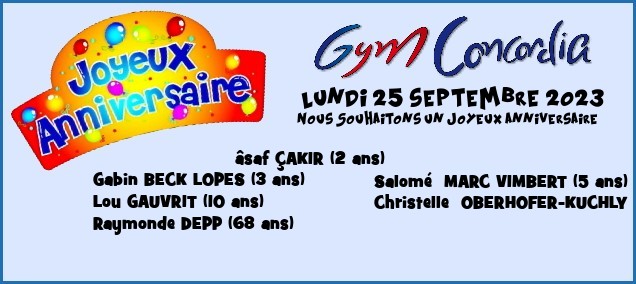 Joyeux
Anniversaire
Gym Concordia
LUNDI 25 SEPTEMBRE 2023
NOUS SOUHAITONS UN JOYEUX ANNIVERSAIRE
âsaf ÇAKIR (2 ans)
Gabin BECK LOPES (3 ans)
Lou GAUVRIT (10 ans)
Raymonde DEPP (68 ans)
Salomé MARC VIMBERT (5 ans)
Christelle OBERHOFER-KUCHLY